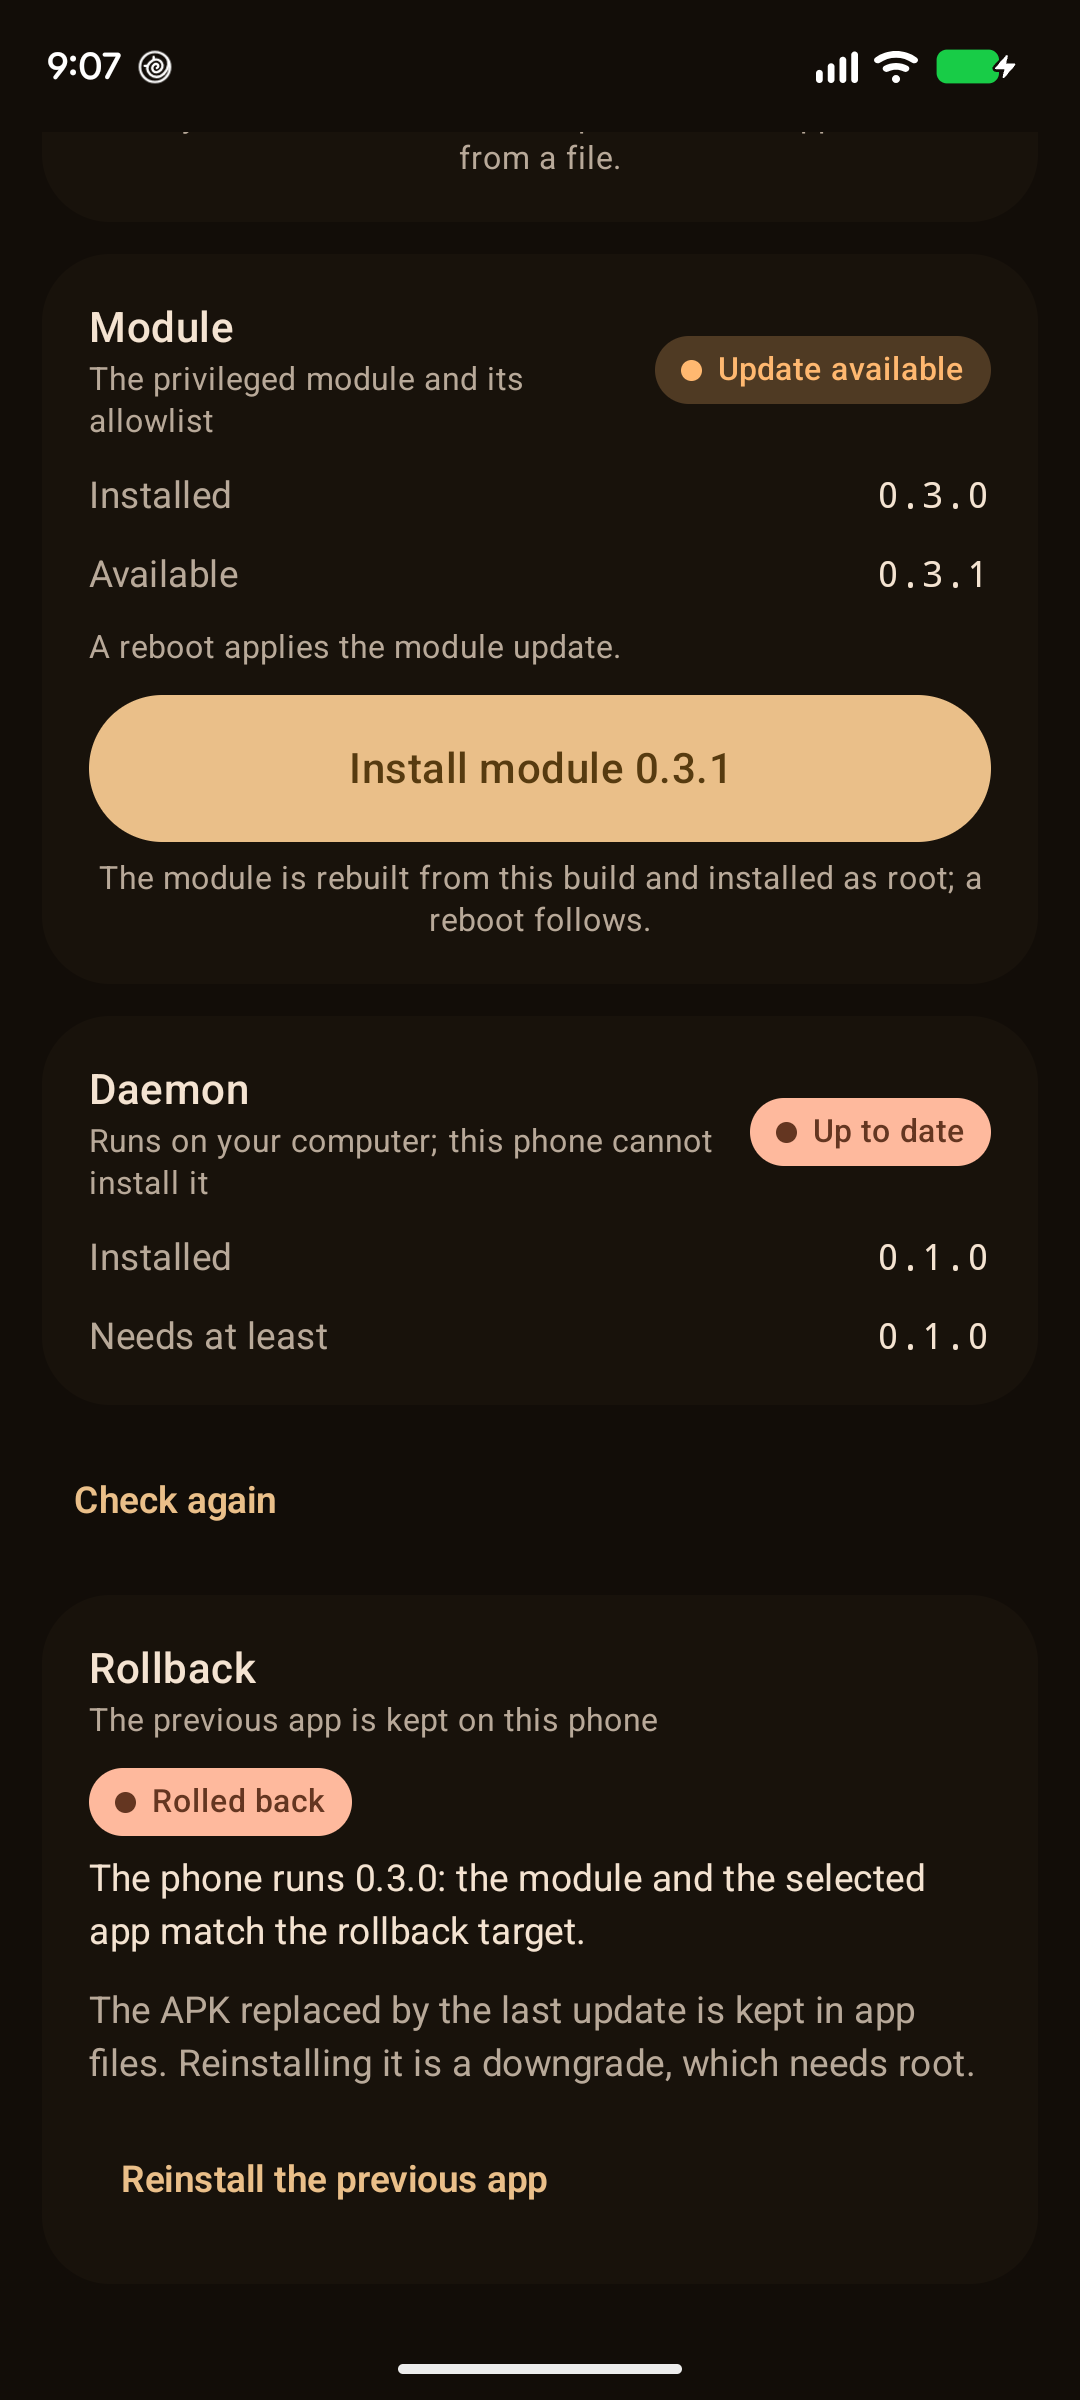 9:07
from a file.
Module
The privileged module and its
allowlist
Update available
Installed
0.3.0
Available
0.3.1
A reboot applies the module update.
Install module 0.3.1
The module is rebuilt from this build and installed as root; a
reboot follows.
Daemon
Runs on your computer; this phone cannot
install it
Up to date
Installed
0.1.0
Needs at least
0.1.0
Check again
Rollback
The previous app is kept on this phone
Rolled back
The phone runs 0.3.0: the module and the selected
app match the rollback target.
The APK replaced by the last update is kept in app
files. Reinstalling it is a downgrade, which needs root.
Reinstall the previous app